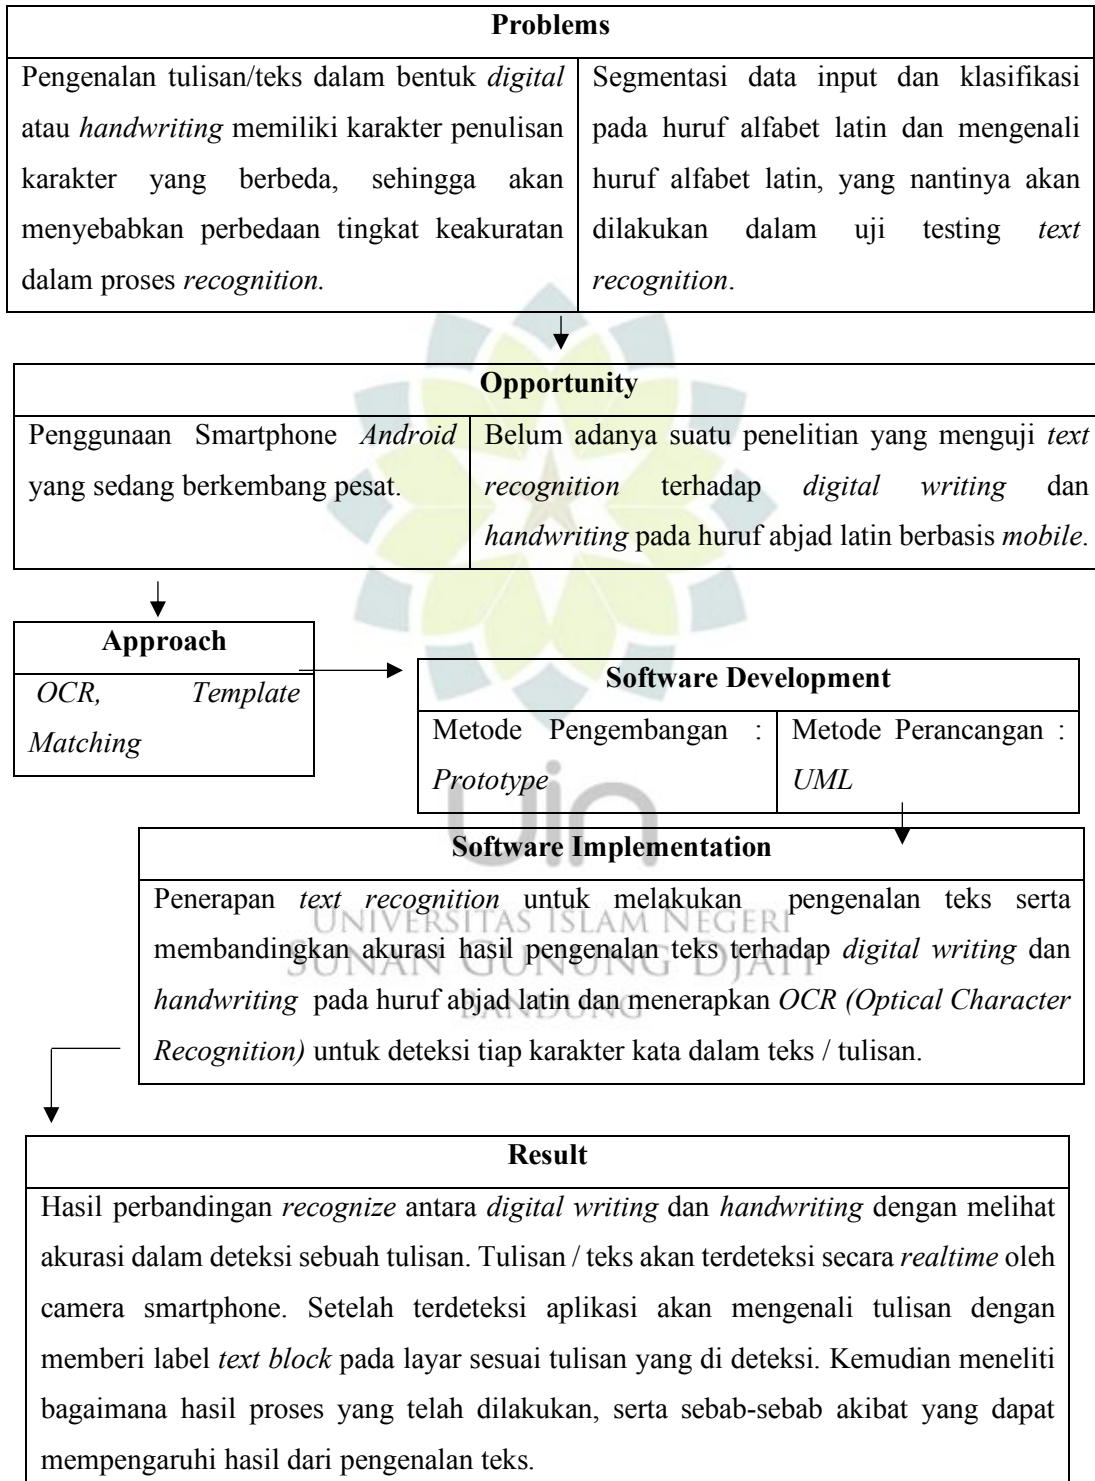 Problems
Pengenalan tulisan/teks dalam bentuk digital
atau handwriting memiliki karakter penulisan
karakter yang berbeda, sehingga akan
menyebabkan perbedaan tingkat keakuratan
dalam proses recognition.
Segmentasi data input dan klasifikasi
pada huruf alfabet latin dan mengenali
huruf alfabet latin, yang nantinya akan
dilakukan dalam uji testing text
recognition.
Opportunity
Penggunaan Smartphone Android
yang sedang berkembang pesat.
Belum adanya suatu penelitian yang menguji text
recognition terhadap digital writing dan
handwriting pada huruf abjad latin berbasis mobile.
Approach
OCR, Template
Matching
Software Development
Metode Pengembangan :
Prototype
Metode Perancangan :
UML
uin
Software Implementation
Penerapan text recognition untuk melakukan pengenalan teks serta
membandingkan akurasi hasil pengenalan teks terhadap digital writing dan
handwriting pada huruf abjad latin dan menerapkan OCR (Optical Character
Recognition) untuk deteksi tiap karakter kata dalam teks / tulisan.
UNIVERSITAS ISLAM NEGERI
SUNAN GUNUNG DJATI
BANDUNG
Result
Hasil perbandingan recognize antara digital writing dan handwriting dengan melihat
akurasi dalam deteksi sebuah tulisan. Tulisan / teks akan terdeteksi secara realtime oleh
camera smartphone. Setelah terdeteksi aplikasi akan mengenali tulisan dengan
memberi label text block pada layar sesuai tulisan yang di deteksi. Kemudian meneliti
bagaimana hasil proses yang telah dilakukan, serta sebab-sebab akibat yang dapat
mempengaruhi hasil dari pengenalan teks.